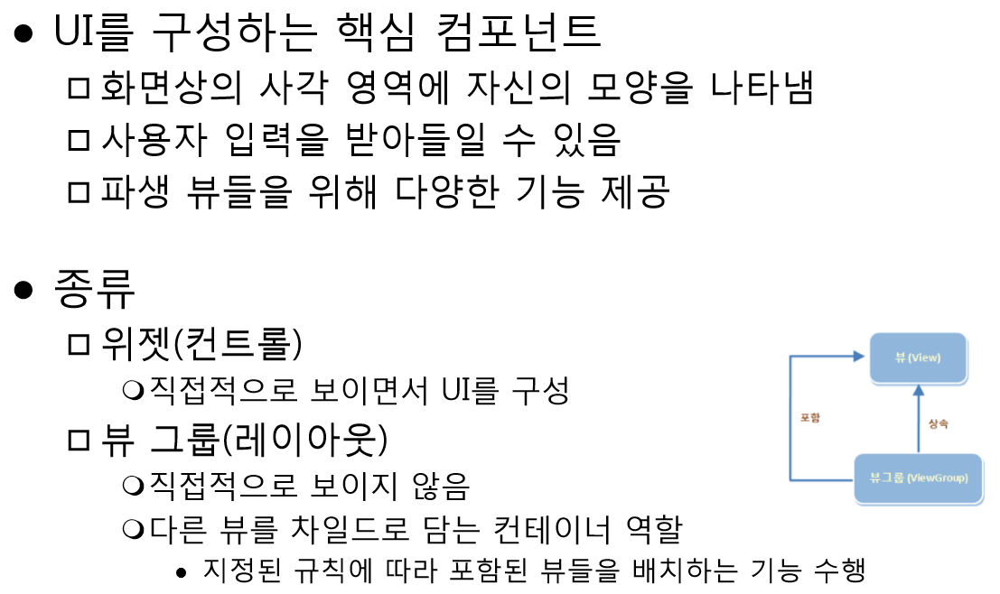 ● UI를 구성하는 핵심 컴포넌트
□ 화면상의 사각 영역에 자신의 모양을 나타냄
□ 사용자 입력을 받아들일 수 있음
□ 파생 뷰들을 위해 다양한 기능 제공
● 종류
□ 위젯(컨트롤)
○직접적으로 보이면서 UI를 구성
□ 뷰 그룹(레이아웃)
○직접적으로 보이지 않음
○다른 뷰를 차일드로 담는 컨테이너 역할
• 지정된 규칙에 따라 포함된 뷰들을 배치하는 기능 수행
뷰 (View)
포함
상속
뷰그룹 (ViewGroup)